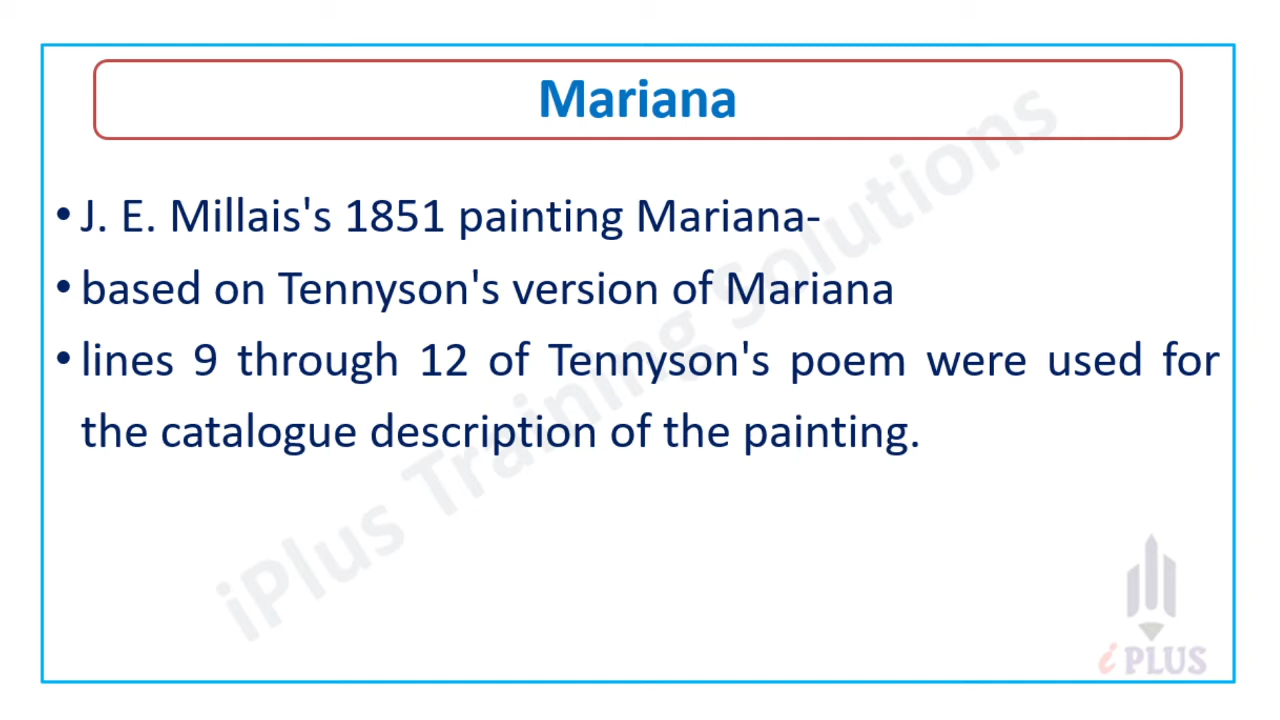 Mariana
• J. E. Millais's 1851 painting Mariana-
• based on Tennyson's version of Mariana
• lines 9 through 12 of Tennyson's poem were used for
the catalogue description of the painting.
iPlus Training Solutions
i PLUS